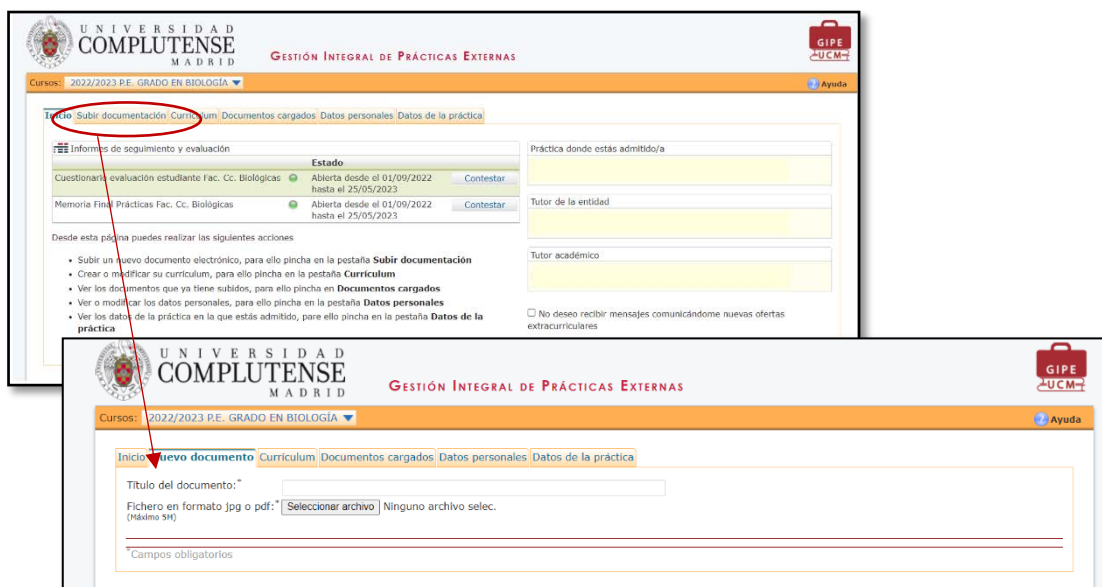 UNIVERSIDAD
COMPLUTENSE
MADRID
GESTIÓN INTEGRAL DE PRÁCTICAS EXTERNAS
GIPE
UCM
Cursos: 2022/2023 P.E. GRADO EN BIOLOGÍA
Ayuda
Inicio Subir documentación Currículum Documentos cargados Datos personales Datos de la práctica
Informes de seguimiento y evaluación
Estado
Cuestionario evaluación estudiante Fac. Cc. Biológicas Abierta desde el 01/09/2022 Contestar
hasta el 25/05/2023
Memoria Final Prácticas Fac. Cc. Biológicas Abierta desde el 01/09/2022 Contestar
hasta el 25/05/2023
Desde esta página puedes realizar las siguientes acciones
• Subir un nuevo documento electrónico, para ello pincha en la pestaña Subir documentación
• Crear o modificar su currículum, para ello pincha en la pestaña Currículum
• Ver los documentos que ya tiene subidos, para ello pincha en Documentos cargados
• Ver o modificar los datos personales, para ello pincha en la pestaña Datos personales
• Ver los datos de la práctica en la que estás admitido, pare ello pincha en la pestaña Datos de la
práctica
Práctica donde estás admitido/a
Tutor de la entidad
Tutor académico
No deseo recibir mensajes comunicándome nuevas ofertas
extracurriculares
UNIVERSIDAD
COMPLUTENSE
MADRID
GESTIÓN INTEGRAL DE PRÁCTICAS EXTERNAS
GIPE
UCM
Cursos: 2022/2023 P.E. GRADO EN BIOLOGÍA
Ayuda
Inicio Nuevo documento Currículum Documentos cargados Datos personales Datos de la práctica
Título del documento:*
Fichero en formato jpg o pdf:* Seleccionar archivo Ninguno archivo selec.
(Máximo 5M)
*Campos obligatorios